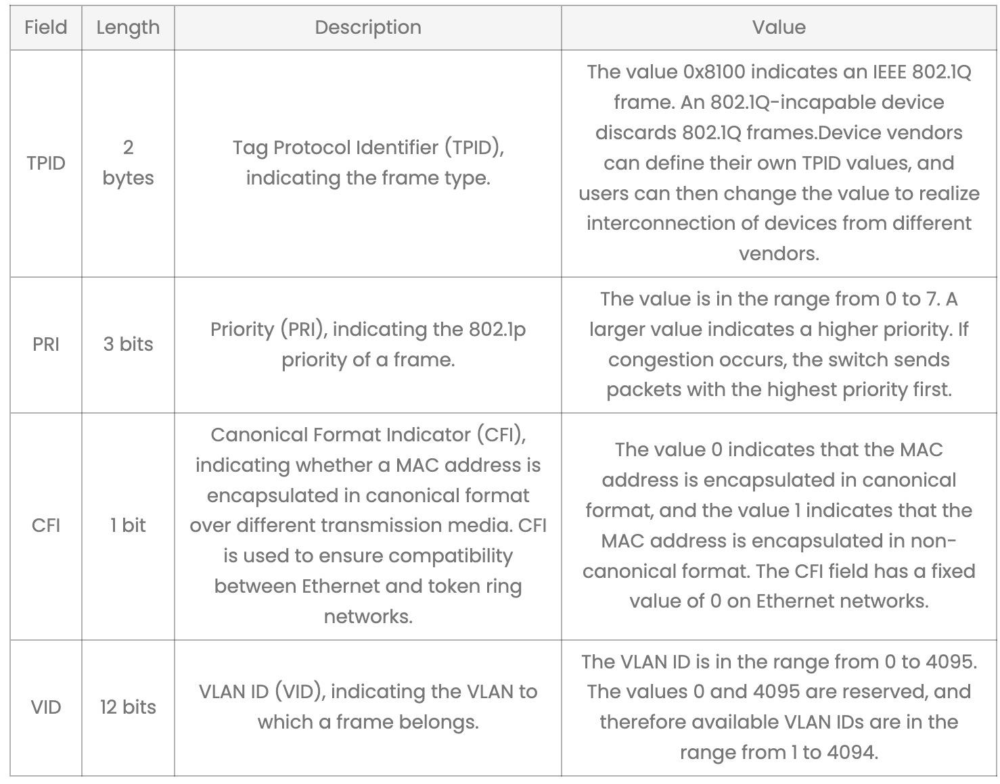 Field Length Description Value
TPID
2
bytes
Tag Protocol Identifier (TPID),
indicating the frame type.
The value 0x8100 indicates an IEEE 802.1Q
frame. An 802.1Q-incapable device
discards 802.1Q frames.Device vendors
can define their own TPID values, and
users can then change the value to realize
interconnection of devices from different
vendors.
PRI
3 bits
Priority (PRI), indicating the 802.1p
priority of a frame.
The value is in the range from 0 to 7. A
larger value indicates a higher priority. If
congestion occurs, the switch sends
packets with the highest priority first.
CFI
1 bit
Canonical Format Indicator (CFI),
indicating whether a MAC address is
encapsulated in canonical format
over different transmission media. CFI
is used to ensure compatibility
between Ethernet and token ring
networks.
The value 0 indicates that the MAC
address is encapsulated in canonical
format, and the value 1 indicates that the
MAC address is encapsulated in non-
canonical format. The CFI field has a fixed
value of 0 on Ethernet networks.
VID
12 bits
VLAN ID (VID), indicating the VLAN to
which a frame belongs.
The VLAN ID is in the range from 0 to 4095.
The values 0 and 4095 are reserved, and
therefore available VLAN IDs are in the
range from 1 to 4094.